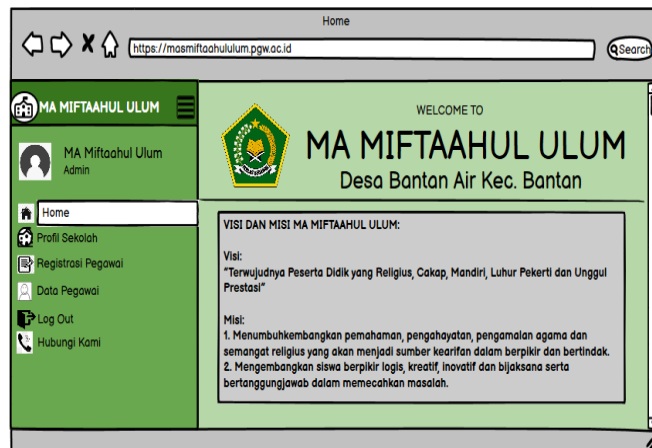 Home
https://masmiftaahululum.pgw.ac.id
Search
MA MIFTAAHUL ULUM
MA Miftaahul Ulum
Admin
Home
Profil Sekolah
Registrasi Pegawai
Data Pegawai
Log Out
Hubungi Kami
WELCOME TO
MA MIFTAAHUL ULUM
Desa Bantan Air Kec. Bantan
VISI DAN MISI MA MIFTAAHUL ULUM:
Visi:
"Terwujudnya Peserta Didik yang Religius, Cakap, Mandiri, Luhur Pekerti dan Unggul
Prestasi"
Misi:
1. Menumbuhkembangkan pemahaman, pengahayatan, pengamalan agama dan
semangat religius yang akan menjadi sumber kearifan dalam berpikir dan bertindak.
2. Mengembangkan siswa berpikir logis, kreatif, inovatif dan bijaksana serta
bertanggungjawab dalam memecahkan masalah.